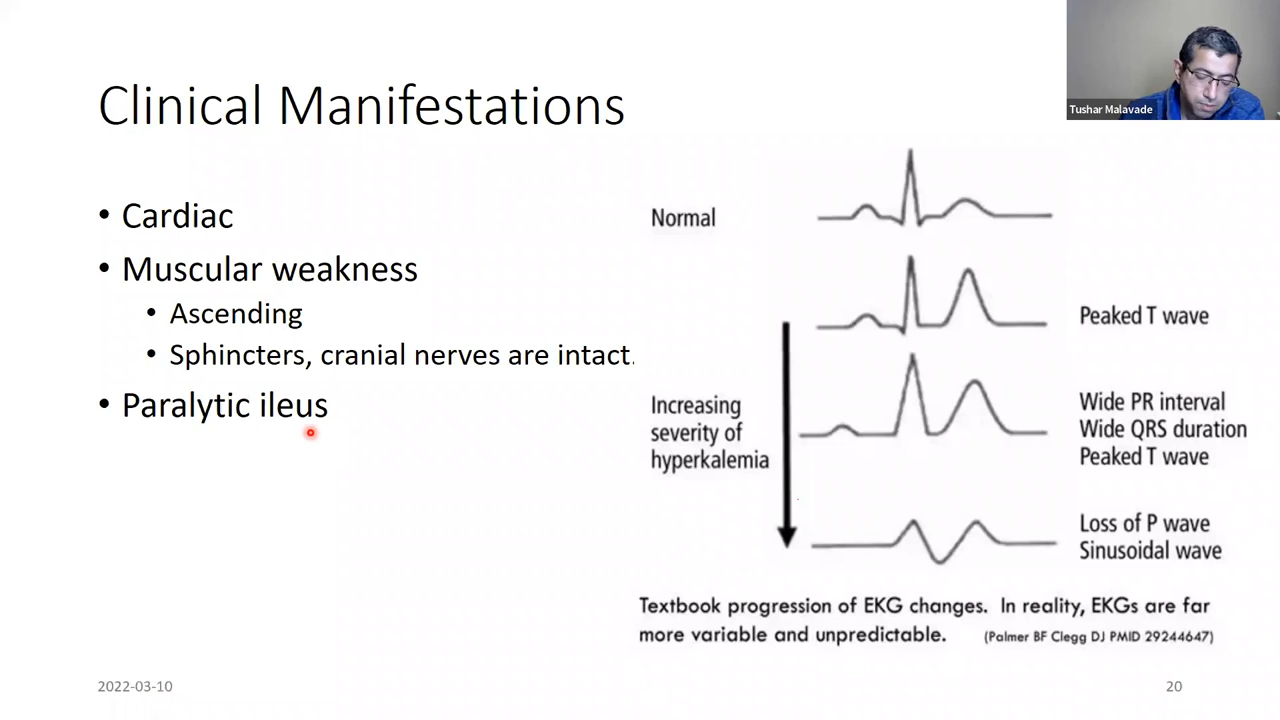 Tushar Malavade
Clinical Manifestations
• Cardiac
• Muscular weakness
• Ascending
• Sphincters, cranial nerves are intact.
• Paralytic ileus
Normal
Peaked T wave
Increasing
severity of
hyperkalemia
Wide PR interval
Wide QRS duration
Peaked T wave
Loss of P wave
Sinusoidal wave
Textbook progression of EKG changes. In reality, EKGs are far
more variable and unpredictable. (Palmer BF Clegg DJ PMID 29244647)
2022-03-10
20